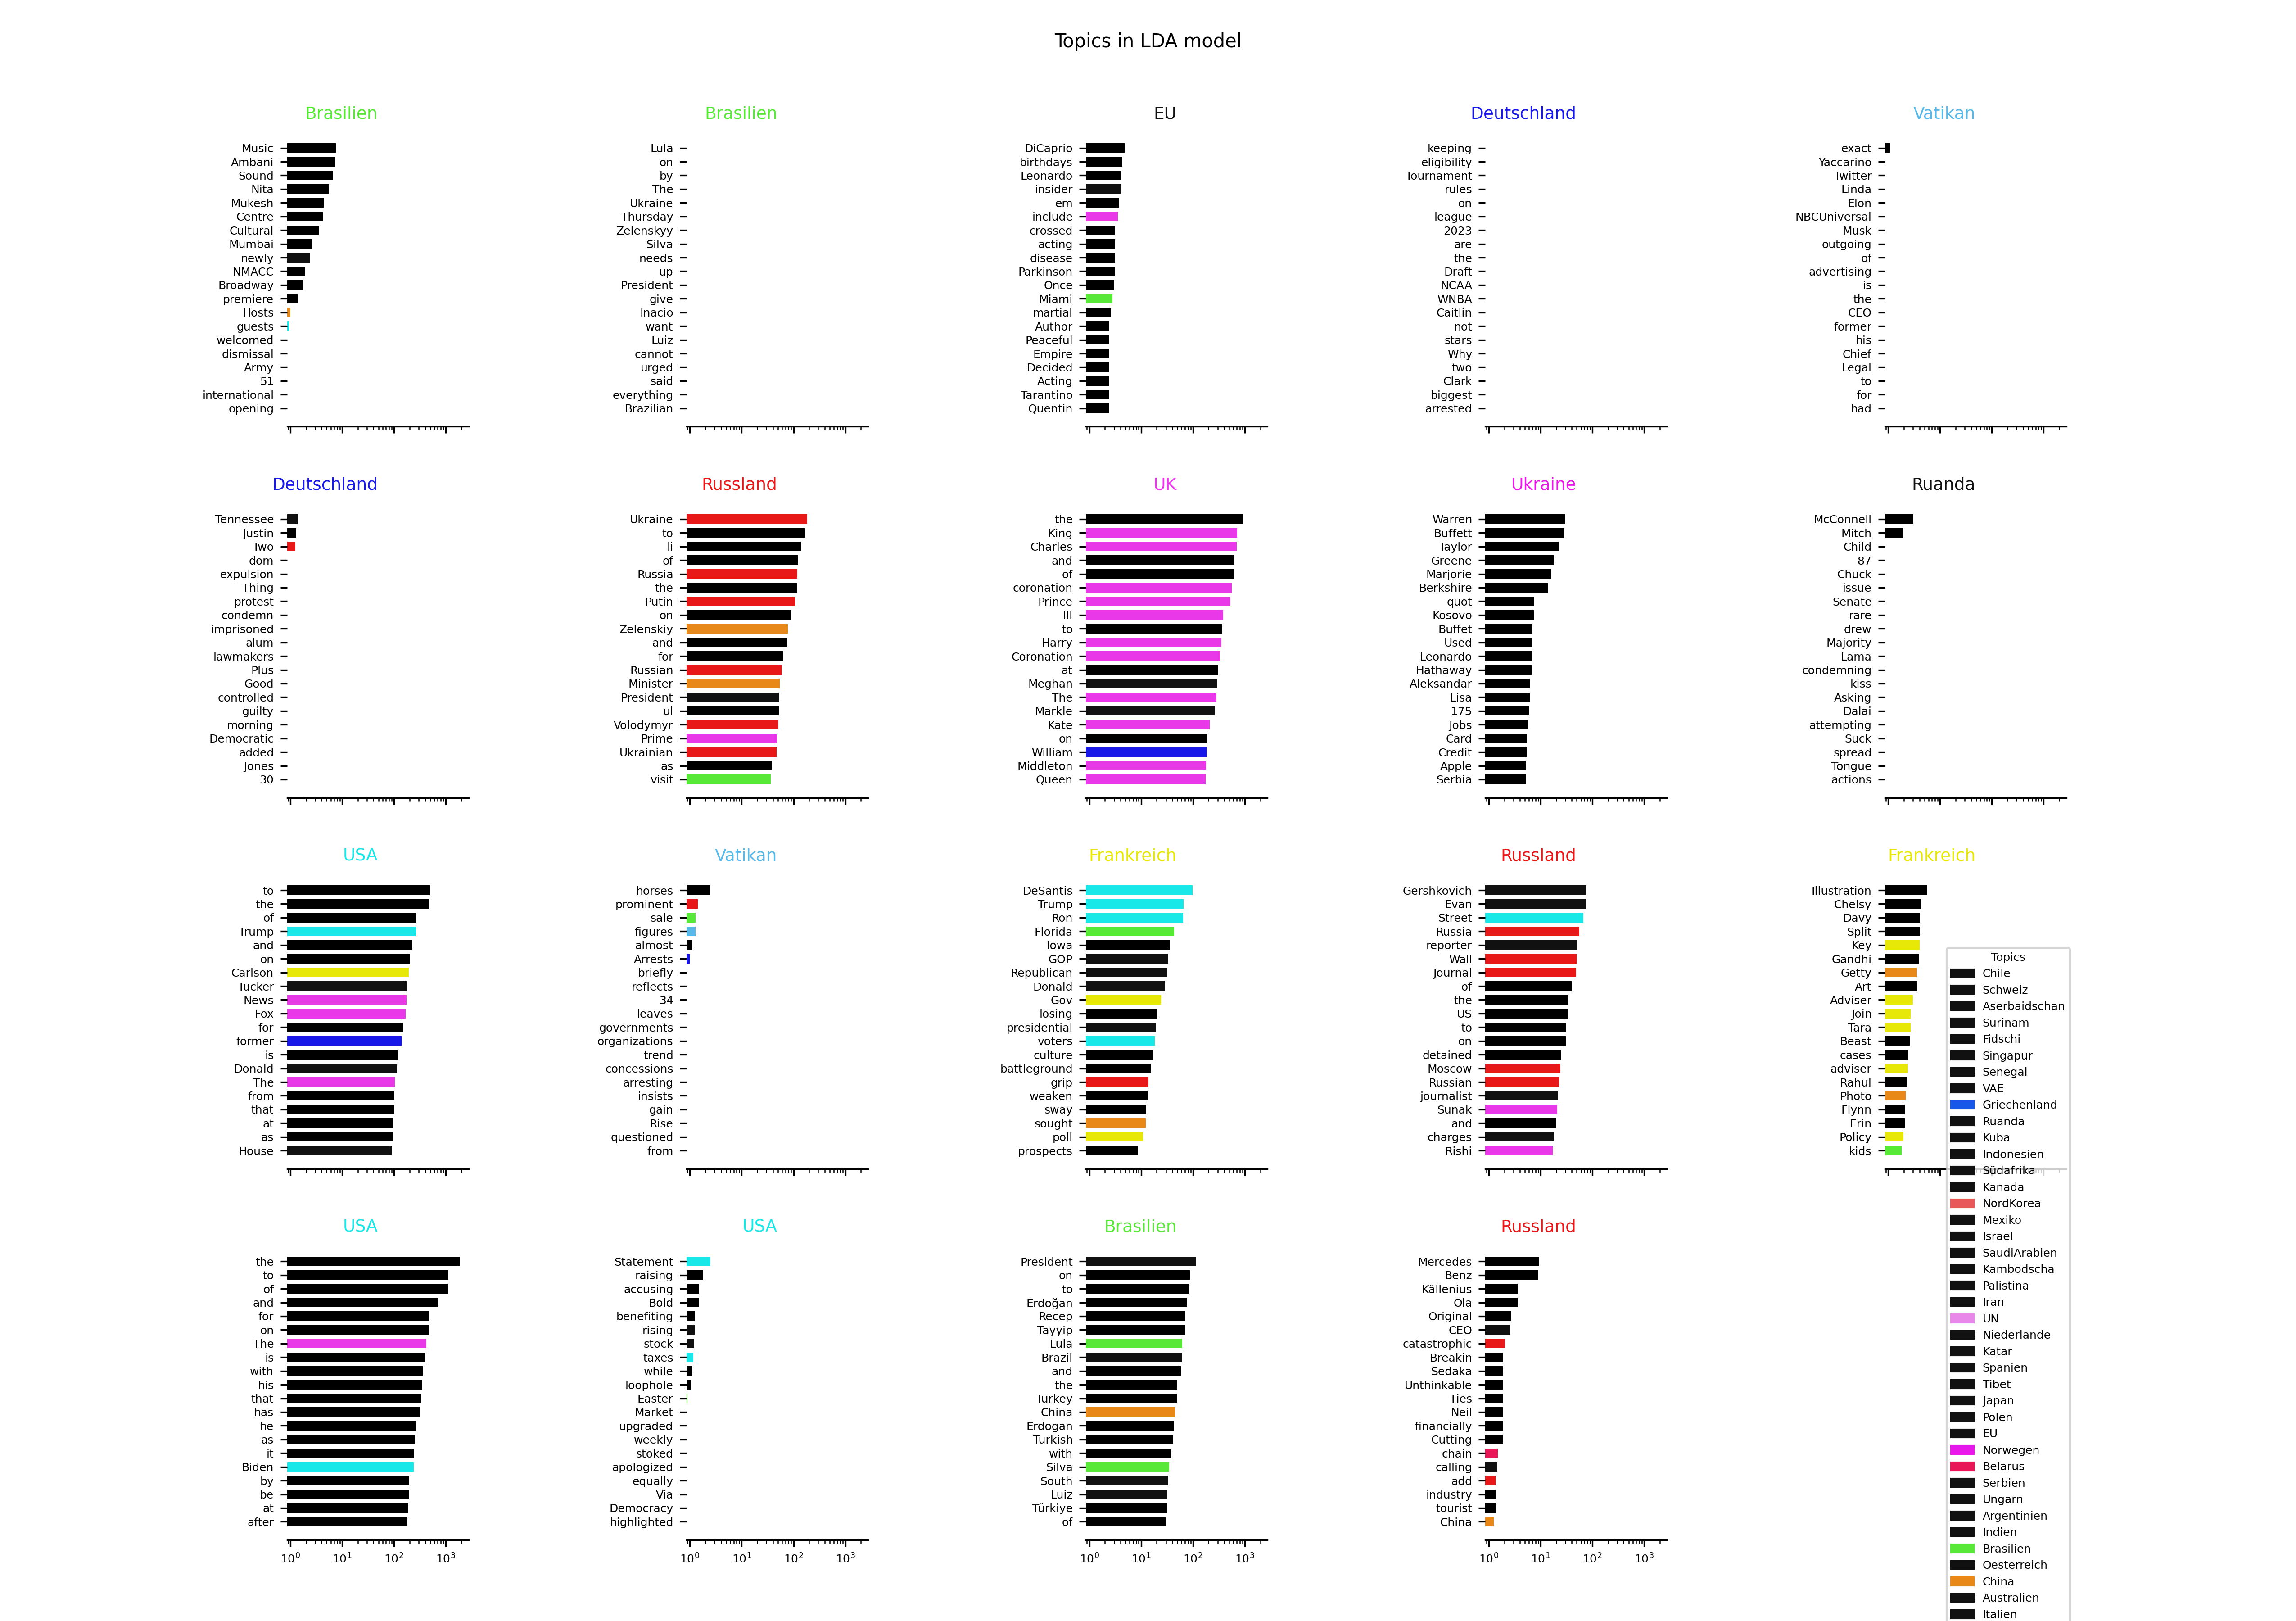 Topics in LDA model
Brasilien
Music
Ambani
Sound
Nita
Mukesh
Centre
Cultural
Mumbai
newly
NMACC
Broadway
premiere
Hosts
guests
welcomed
dismissal
Army
51
international
opening
Brasilien
Lula
on
by
The
Ukraine
Thursday
Zelenskyy
Silva
needs
up
President
give
Inacio
want
Luiz
cannot
urged
said
everything
Brazilian
EU
DiCaprio
birthdays
Leonardo
insider
em
include
crossed
acting
disease
Parkinson
Once
Miami
martial
Author
Peaceful
Empire
Decided
Acting
Tarantino
Quentin
Deutschland
keeping
eligibility
Tournament
rules
on
league
2023
are
the
Draft
NCAA
WNBA
Caitlin
not
stars
Why
two
Clark
biggest
arrested
Vatikan
exact
Yaccarino
Twitter
Linda
Elon
NBCUniversal
Musk
outgoing
of
advertising
is
the
CEO
former
his
Chief
Legal
to
for
had
Deutschland
Tennessee
Justin
Two
dom
expulsion
Thing
protest
condemn
imprisoned
alum
lawmakers
Plus
Good
controlled
guilty
morning
Democratic
added
Jones
30
Russland
Ukraine
to
li
of
Russia
the
Putin
on
Zelenskiy
and
for
Russian
Minister
President
ul
Volodymyr
Prime
Ukrainian
as
visit
UK
the
King
Charles
and
of
coronation
Prince
III
to
Harry
Coronation
at
Meghan
The
Markle
Kate
on
William
Middleton
Queen
Ukraine
Warren
Buffett
Taylor
Greene
Marjorie
Berkshire
quot
Kosovo
Buffet
Used
Leonardo
Hathaway
Aleksandar
Lisa
175
Jobs
Card
Credit
Apple
Serbia
Ruanda
McConnell
Mitch
Child
87
Chuck
issue
Senate
rare
drew
Majority
Lama
condemning
kiss
Asking
Dalai
attempting
Suck
spread
Tongue
actions
USA
to
the
of
Trump
and
on
Carlson
Tucker
News
Fox
for
former
is
Donald
The
from
that
at
as
House
Vatikan
horses
prominent
sale
figures
almost
Arrests
briefly
reflects
34
leaves
governments
organizations
trend
concessions
arresting
insists
gain
Rise
questioned
from
Frankreich
DeSantis
Trump
Ron
Florida
Iowa
GOP
Republican
Donald
Gov
losing
presidential
voters
culture
battleground
grip
weaken
sway
sought
poll
prospects
Russland
Gershkovich
Evan
Street
Russia
reporter
Wall
Journal
of
the
US
to
on
detained
Moscow
Russian
journalist
Sunak
and
charges
Rishi
Frankreich
Illustration
Chelsy
Davy
Split
Key
Gandhi
Getty
Art
Adviser
Join
Tara
Beast
cases
adviser
Rahul
Photo
Flynn
Erin
Policy
kids
USA
the
to
of
and
for
on
The
is
with
his
that
has
he
as
it
Biden
by
be
at
after
10⁰ 10¹ 10² 10³
USA
Statement
raising
accusing
Bold
benefiting
rising
stock
taxes
while
loophole
Easter
Market
upgraded
weekly
stoked
apologized
equally
Via
Democracy
highlighted
10⁰ 10¹ 10² 10³
Brasilien
President
on
to
Erdoğan
Recep
Tayyip
Lula
Brazil
and
the
Turkey
China
Erdogan
Turkish
with
Silva
South
Luiz
Türkiye
of
10⁰ 10¹ 10² 10³
Russland
Mercedes
Benz
Källenius
Ola
Original
CEO
catastrophic
Breakin
Sedaka
Unthinkable
Ties
Neil
financially
Cutting
chain
calling
add
industry
tourist
China
10⁰ 10¹ 10² 10³
Topics
Chile
Schweiz
Aserbaidschan
Surinam
Fidschi
Singapur
Senegal
VAE
Griechenland
Ruanda
Kuba
Indonesien
Südafrika
Kanada
NordKorea
Mexiko
Israel
SaudiArabien
Kambodscha
Palistina
Iran
UN
Niederlande
Katar
Spanien
Tibet
Japan
Polen
EU
Norwegen
Belarus
Serbien
Ungarn
Argentinien
Indien
Brasilien
Oesterreich
China
Australien
Italien